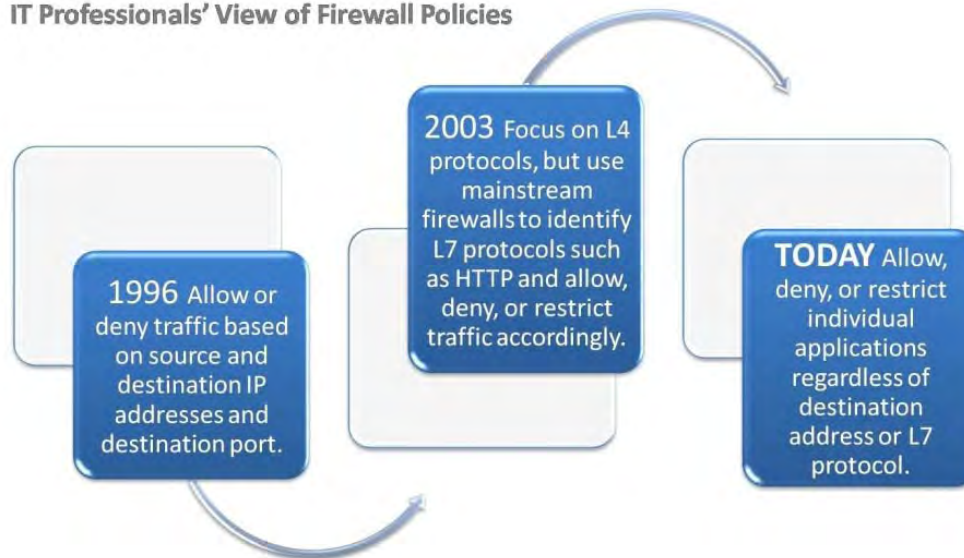 IT Professionals’ View of Firewall Policies
1996 Allow or
deny traffic based
on source and
destination IP
addresses and
destination port.
2003 Focus on L4
protocols, but use
mainstream
firewalls to identify
L7 protocols such
as HTTP and allow,
deny, or restrict
traffic accordingly.
TODAY Allow,
deny, or restrict
individual
applications
regardless of
destination
address or L7
protocol.